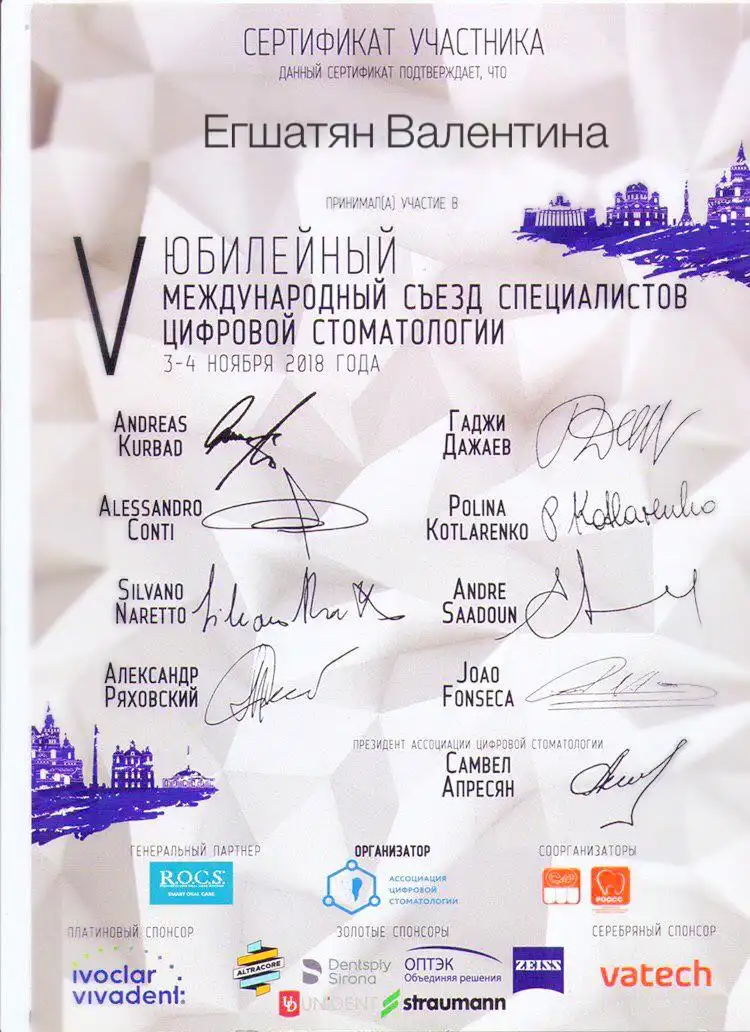 СЕРТИФИКАТ УЧАСТНИКА
ДАННЫЙ СЕРТИФИКАТ ПОДТВЕРЖДАЕТ, ЧТО
Егшатян Валентина
ПРИНИМАЛ(А) УЧАСТИЕ В
V
ЮБИЛЕЙНЫЙ
МЕЖДУНАРОДНЫЙ СЪЕЗД СПЕЦИАЛИСТОВ
ЦИФРОВОЙ СТОМАТОЛОГИИ
3-4 НОЯБРЯ 2018 ГОДА
ANDREAS
KURBAD
ГАДЖИ
ДАЖАЕВ
ALESSANDRO
CONTI
POLINA
KOTLARENKO
P Kotlarenko
SILVANO
NARETTO
ANDRE
SAADOUN
АЛЕКСАНДР
РЯХОВСКИЙ
JOAO
FONSECA
ПРЕЗИДЕНТ АССОЦИАЦИИ ЦИФРОВОЙ СТОМАТОЛОГИИ
САМВЕЛ
АПРЕСЯН
ГЕНЕРАЛЬНЫЙ ПАРТНЕР
R.O.C.S.
SMART ORAL CARE
ОРГАНИЗАТОР
АССОЦИАЦИЯ
ЦИФРОВОЙ
СТОМАТОЛОГИИ
СООРГАНИЗАТОРЫ
ПЛАТИНОВЫЙ СПОНСОР
ivoclar
vivadent:
ЗОЛОТЫЕ СПОНСОРЫ
ALTRACORE
Dentsply
Sirona
ОПТЭК
Объединяя решения
ZEISS
UNIDENT
straumann
СЕРЕБРЯНЫЙ СПОНСОР
vatech